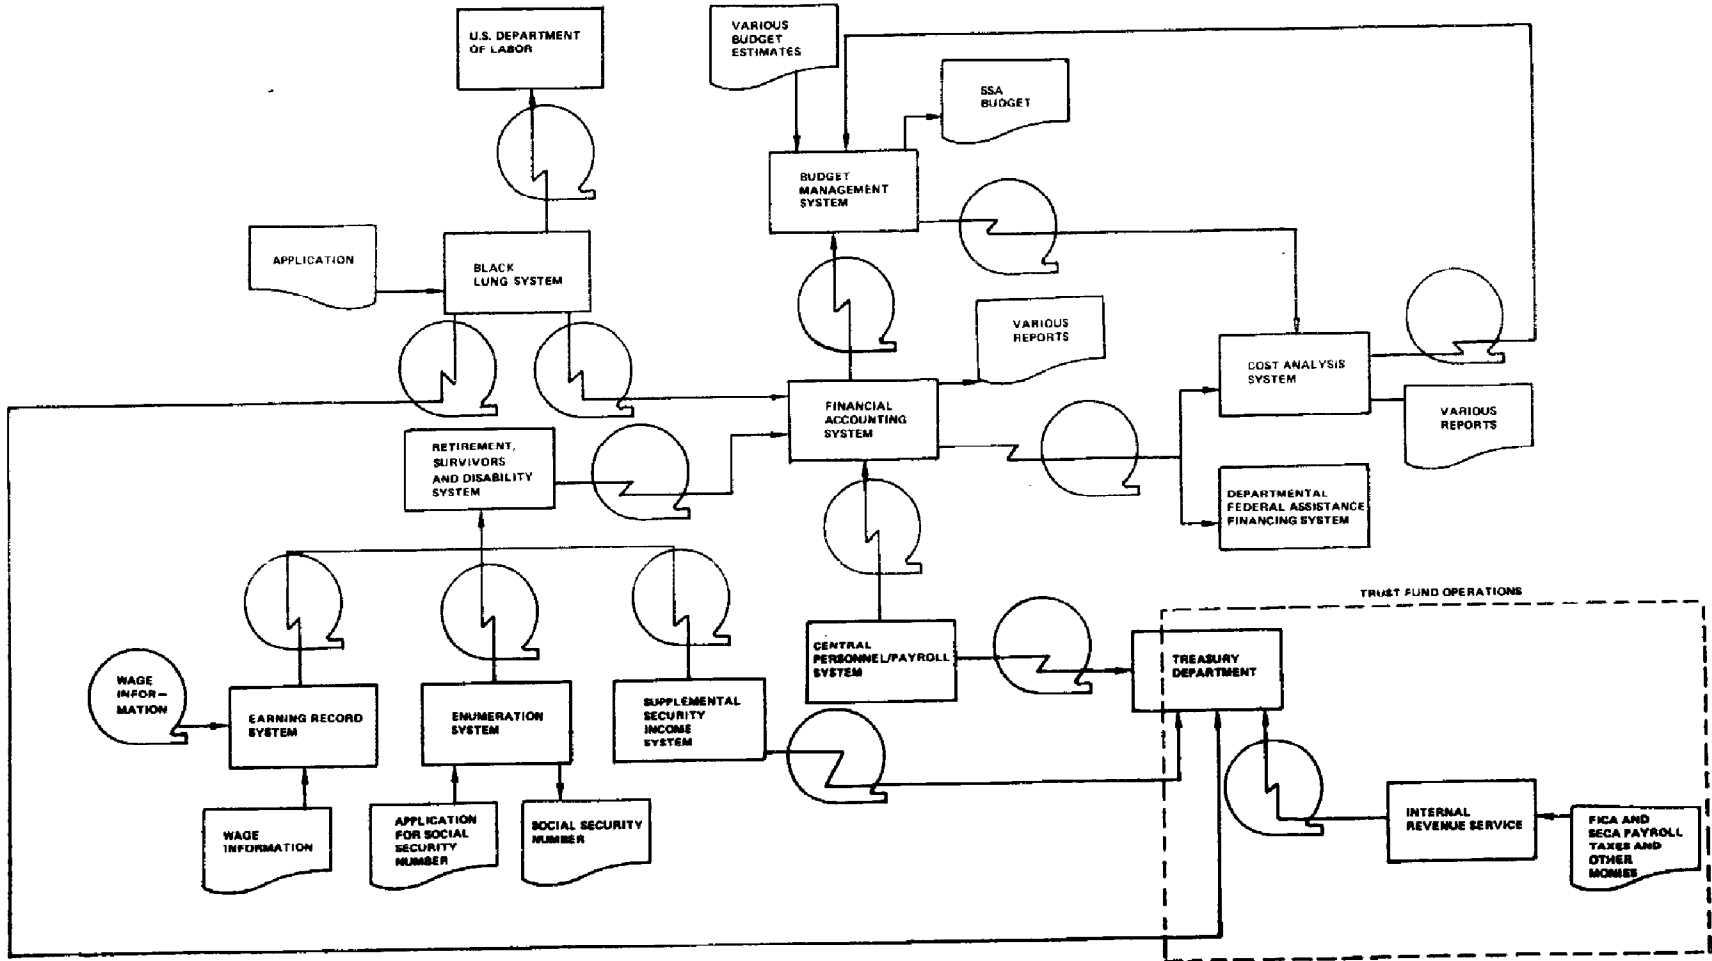 U.S. DEPARTMENT
OF LABOR
VARIOUS
BUDGET
ESTIMATES
SSA
BUDGET
BUDGET
MANAGEMENT
SYSTEM
APPLICATION
BLACK
LUNG SYSTEM
VARIOUS
REPORTS
COST ANALYSIS
SYSTEM
FINANCIAL
ACCOUNTING
SYSTEM
VARIOUS
REPORTS
RETIREMENT,
SURVIVORS
AND DISABILITY
SYSTEM
DEPARTMENTAL
FEDERAL ASSISTANCE
FINANCING SYSTEM
TRUST FUND OPERATIONS
CENTRAL
PERSONNEL/PAYROLL
SYSTEM
TREASURY
DEPARTMENT
WAGE
INFOR-
MATION
EARNING RECORD
SYSTEM
ENUMERATION
SYSTEM
SUPPLEMENTAL
SECURITY
INCOME
SYSTEM
WAGE
INFORMATION
APPLICATION
FOR SOCIAL
SECURITY
NUMBER
SOCIAL SECURITY
NUMBER
INTERNAL
REVENUE SERVICE
FICA AND
SECA PAYROLL
TAXES AND
OTHER
MONIES